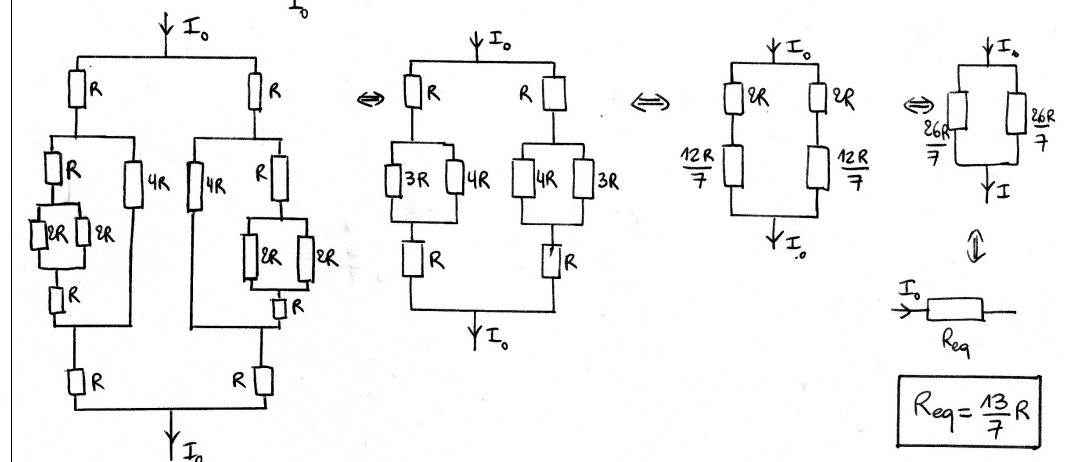 I₀
I₀
R
R
R
4R
4R
R
2R
2R
2R
2R
R
R
R
R
I₀
⇔
I₀
R
R
3R
4R
4R
3R
R
R
I₀
⇔
I₀
2R
2R
12R/7
12R/7
I₀
⇔
I₀
26R/7
26R/7
I
⇕
I₀
Req
Req = 13/7 R